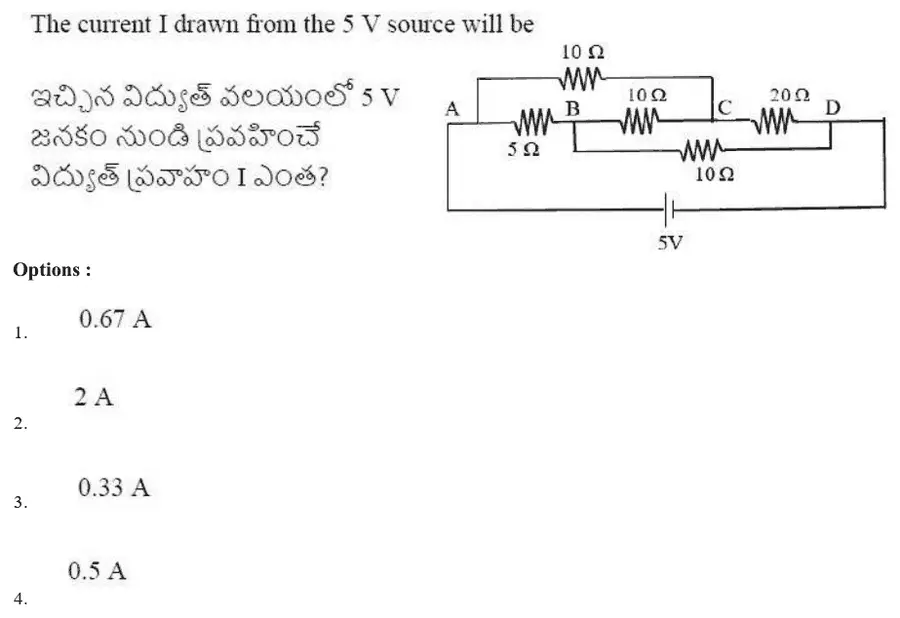 The current I drawn from the 5 V source will be
ఇచ్చిన విద్యుత్ వలయంలో 5 V
జనకం నుండి ప్రవహించే
విద్యుత్ ప్రవాహం I ఎంత?
10 Ω
A
B
10 Ω
C
20 Ω
D
5 Ω
10 Ω
5V
Options :
1. 0.67 A
2. 2 A
3. 0.33 A
4. 0.5 A